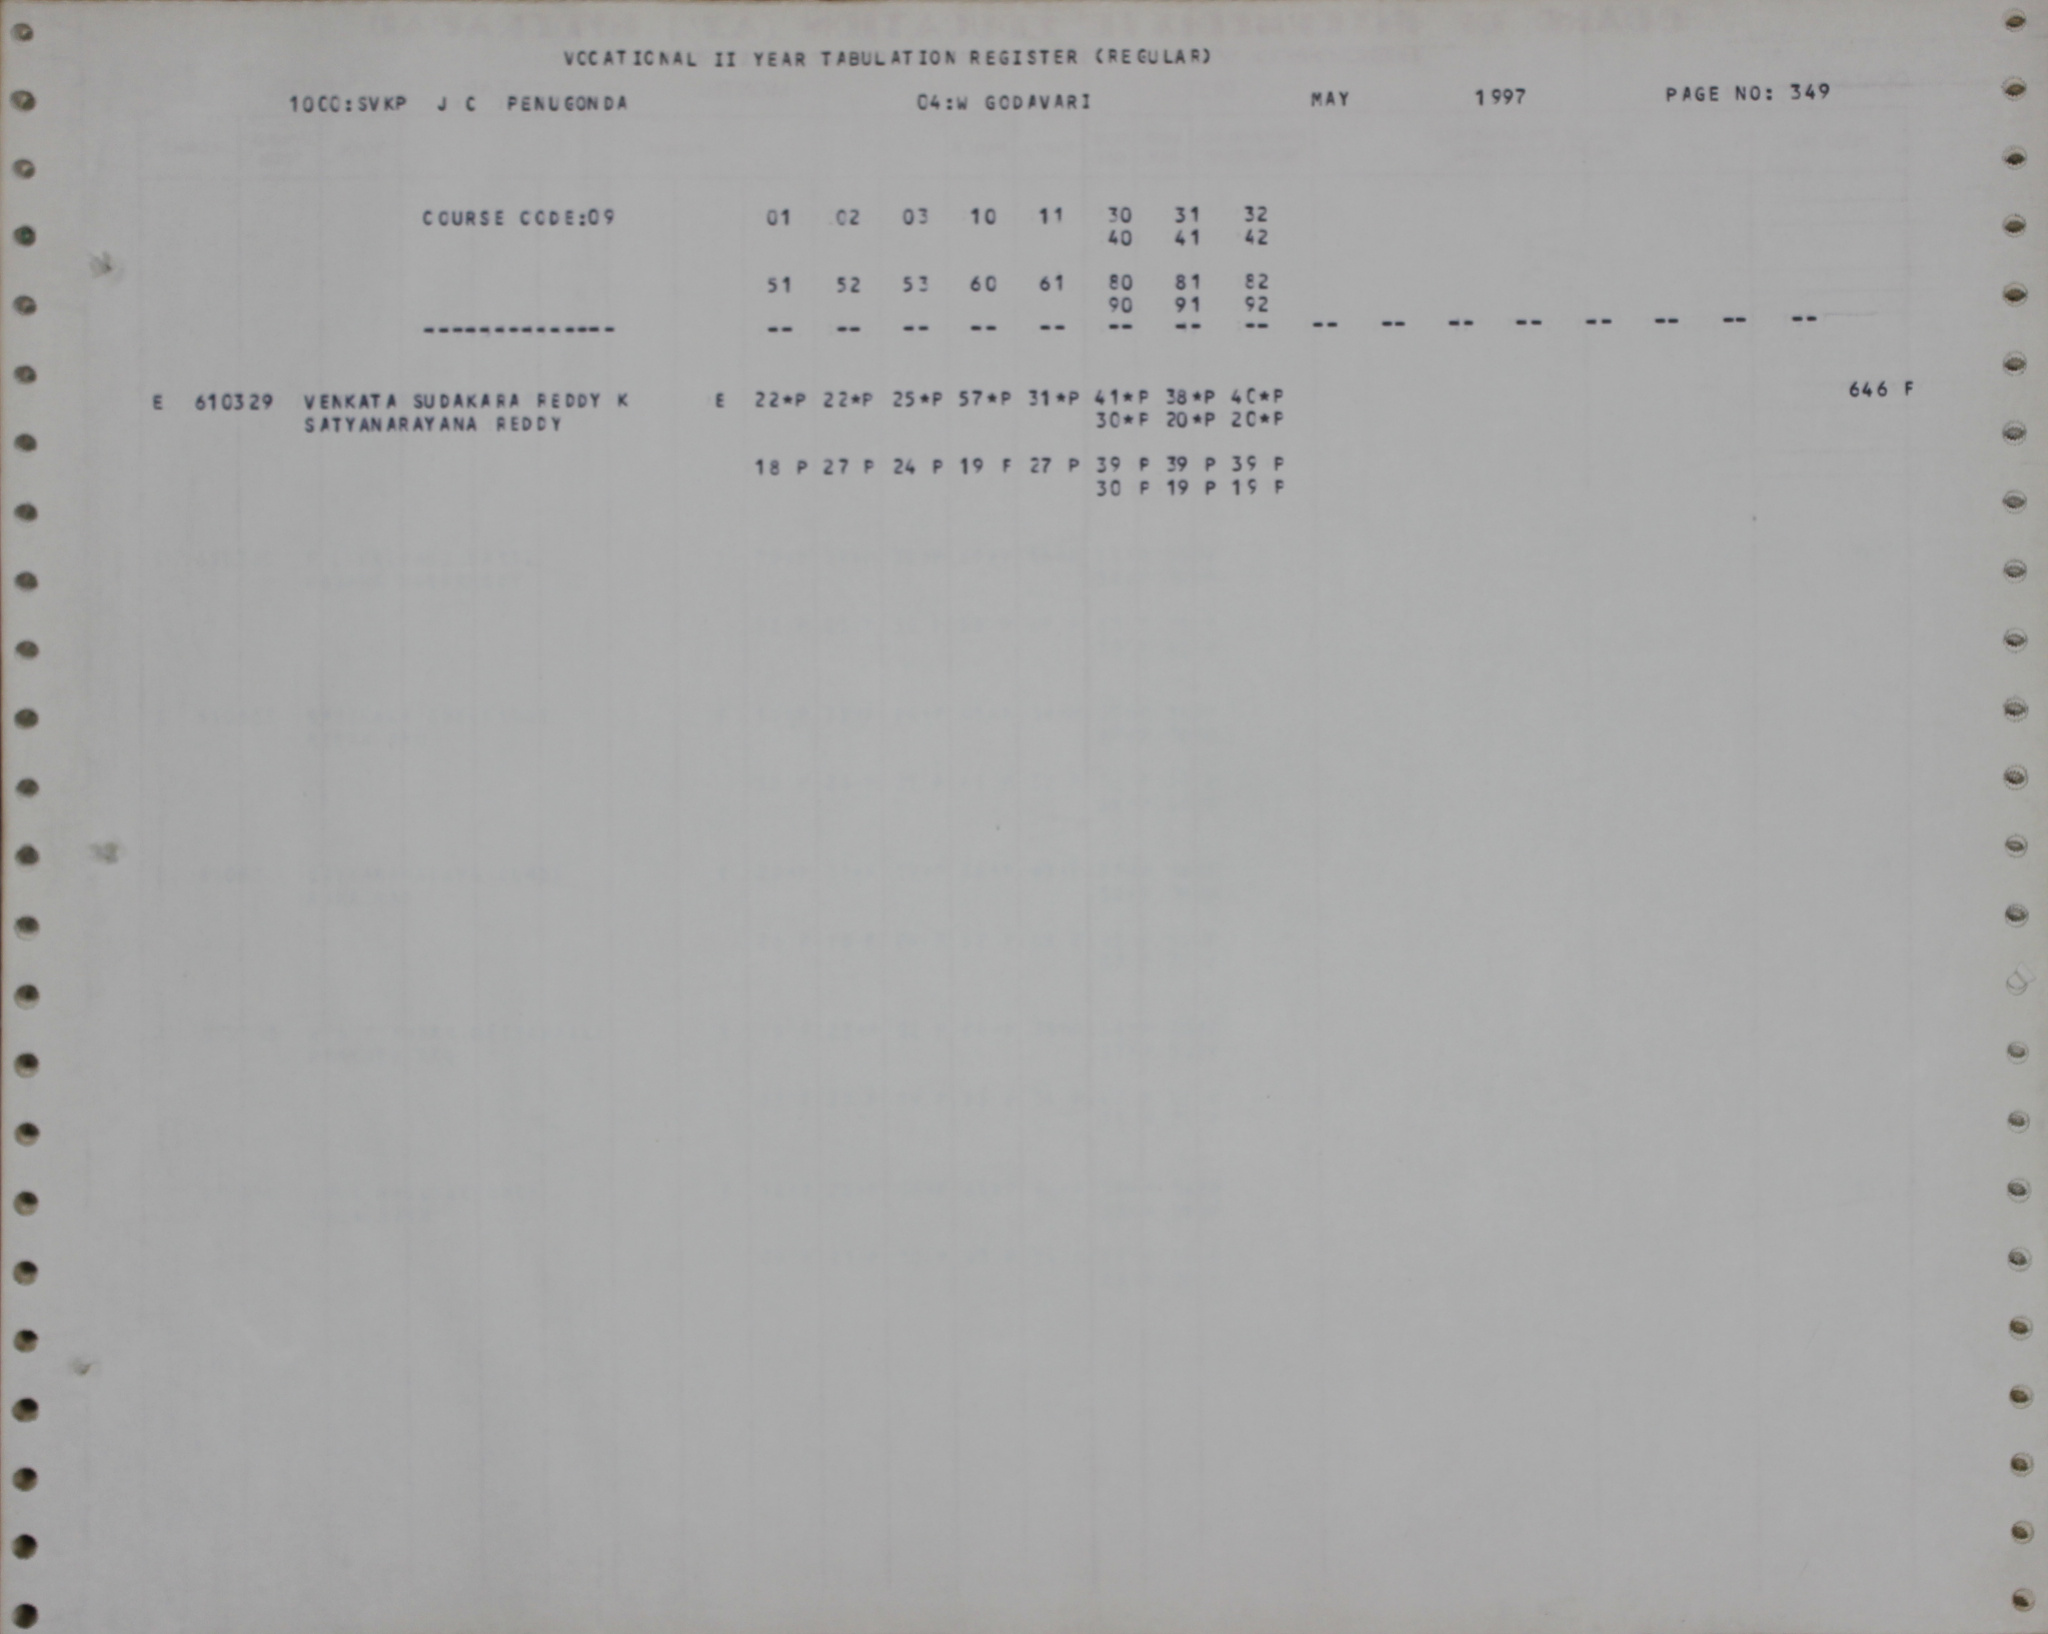 VOCATIONAL II YEAR TABULATION REGISTER (REGULAR)
1000:SVKP J C PENUGONDA 04:W GODAVARI MAY 1997 PAGE NO: 349
COURSE CODE:09 01 02 03 10 11 30 31 32
40 41 42
51 52 53 60 61 80 81 82
90 91 92
-------------- -- -- -- -- -- -- -- -- -- -- -- -- -- -- -- --
E 610329 VENKATA SUDAKARA REDDY K E 22*P 22*P 25*P 57*P 31*P 41*P 38*P 40*P 646 F
SATYANARAYANA REDDY 30*P 20*P 20*P
18 P 27 P 24 P 19 F 27 P 39 P 39 P 39 P
30 P 19 P 19 P